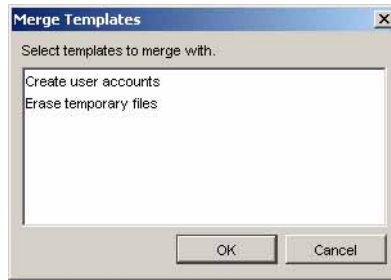 Merge Templates
Select templates to merge with.
Create user accounts
Erase temporary files
OK Cancel